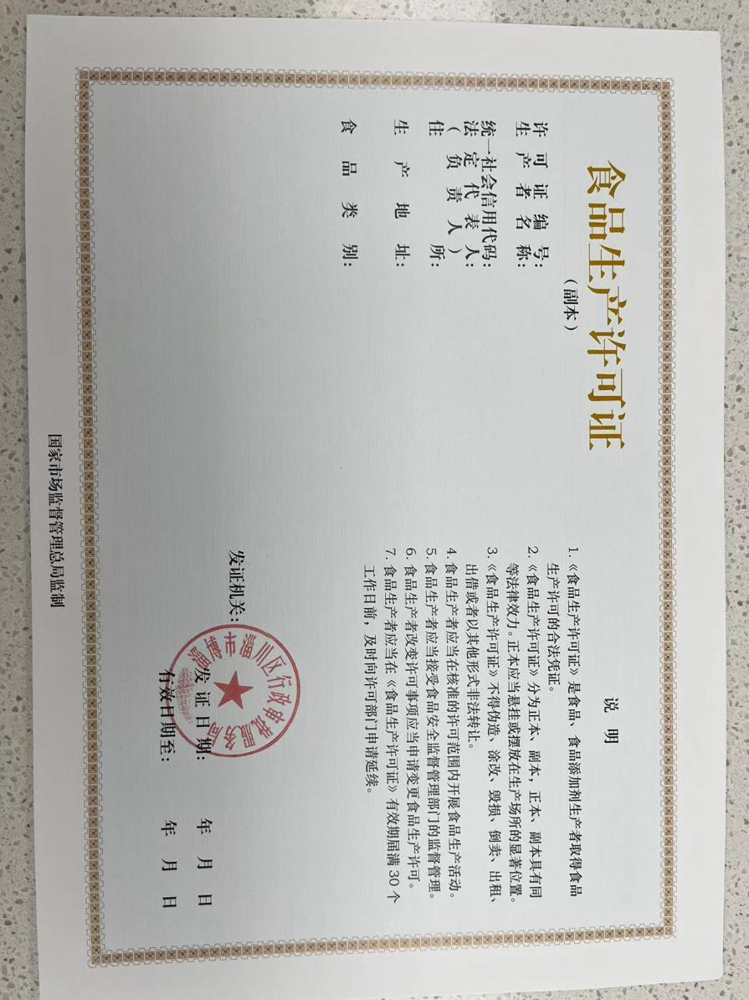 食品生产许可证
（副本）
许可证编号：
生产者名称：
统一社会信用代码：
法定代表人：
（负责人）
住所：
生产地址：
食品类别：
说明
1.《食品生产许可证》是食品、食品添加剂生产者取得食品
生产许可的合法凭证。
2.《食品生产许可证》分为正本、副本，正本、副本具有同
等法律效力。正本应当悬挂或摆放在生产场所的显著位置。
3.《食品生产许可证》不得伪造、涂改、毁损、倒卖、出租、
出借或者以其他形式非法转让。
4. 食品生产者应当在核准的许可范围内开展食品生产活动。
5. 食品生产者应当接受食品安全监督管理部门的监督管理。
6. 食品生产者改变许可事项应当申请变更食品生产许可。
7. 食品生产者应当在《食品生产许可证》有效期届满 30 个
工作日前，及时向许可部门申请延续。
发证机关：
淄博市淄川区行政审批服务局
发证日期： 年 月 日
有效日期至： 年 月 日
国家市场监督管理总局监制